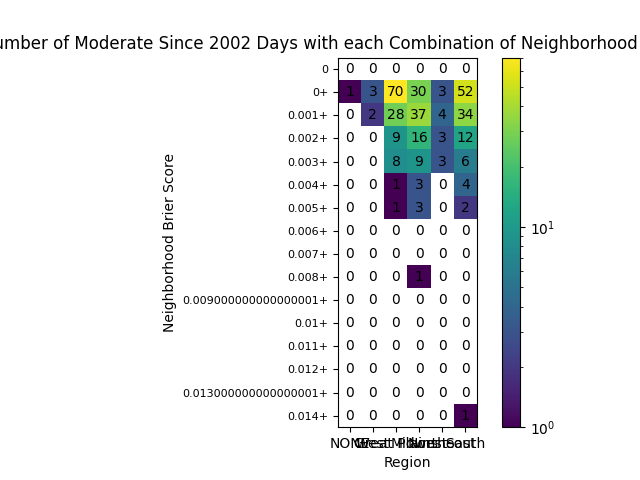 umber of Moderate Since 2002 Days with each Combination of Neighborhood
Neighborhood Brier Score
0 0 0 0 0 0 0
0+ 1 3 70 30 3 52
0.001+ 0 2 28 37 4 34
0.002+ 0 0 9 16 3 12
0.003+ 0 0 8 9 3 6
0.004+ 0 0 1 3 0 4
0.005+ 0 0 1 3 0 2
0.006+ 0 0 0 0 0 0
0.007+ 0 0 0 0 0 0
0.008+ 0 0 0 1 0 0
0.009000000000000001+ 0 0 0 0 0 0
0.01+ 0 0 0 0 0 0
0.011+ 0 0 0 0 0 0
0.012+ 0 0 0 0 0 0
0.013000000000000001+ 0 0 0 0 0 0
0.014+ 0 0 0 0 0 1
Region
10^1
10^0